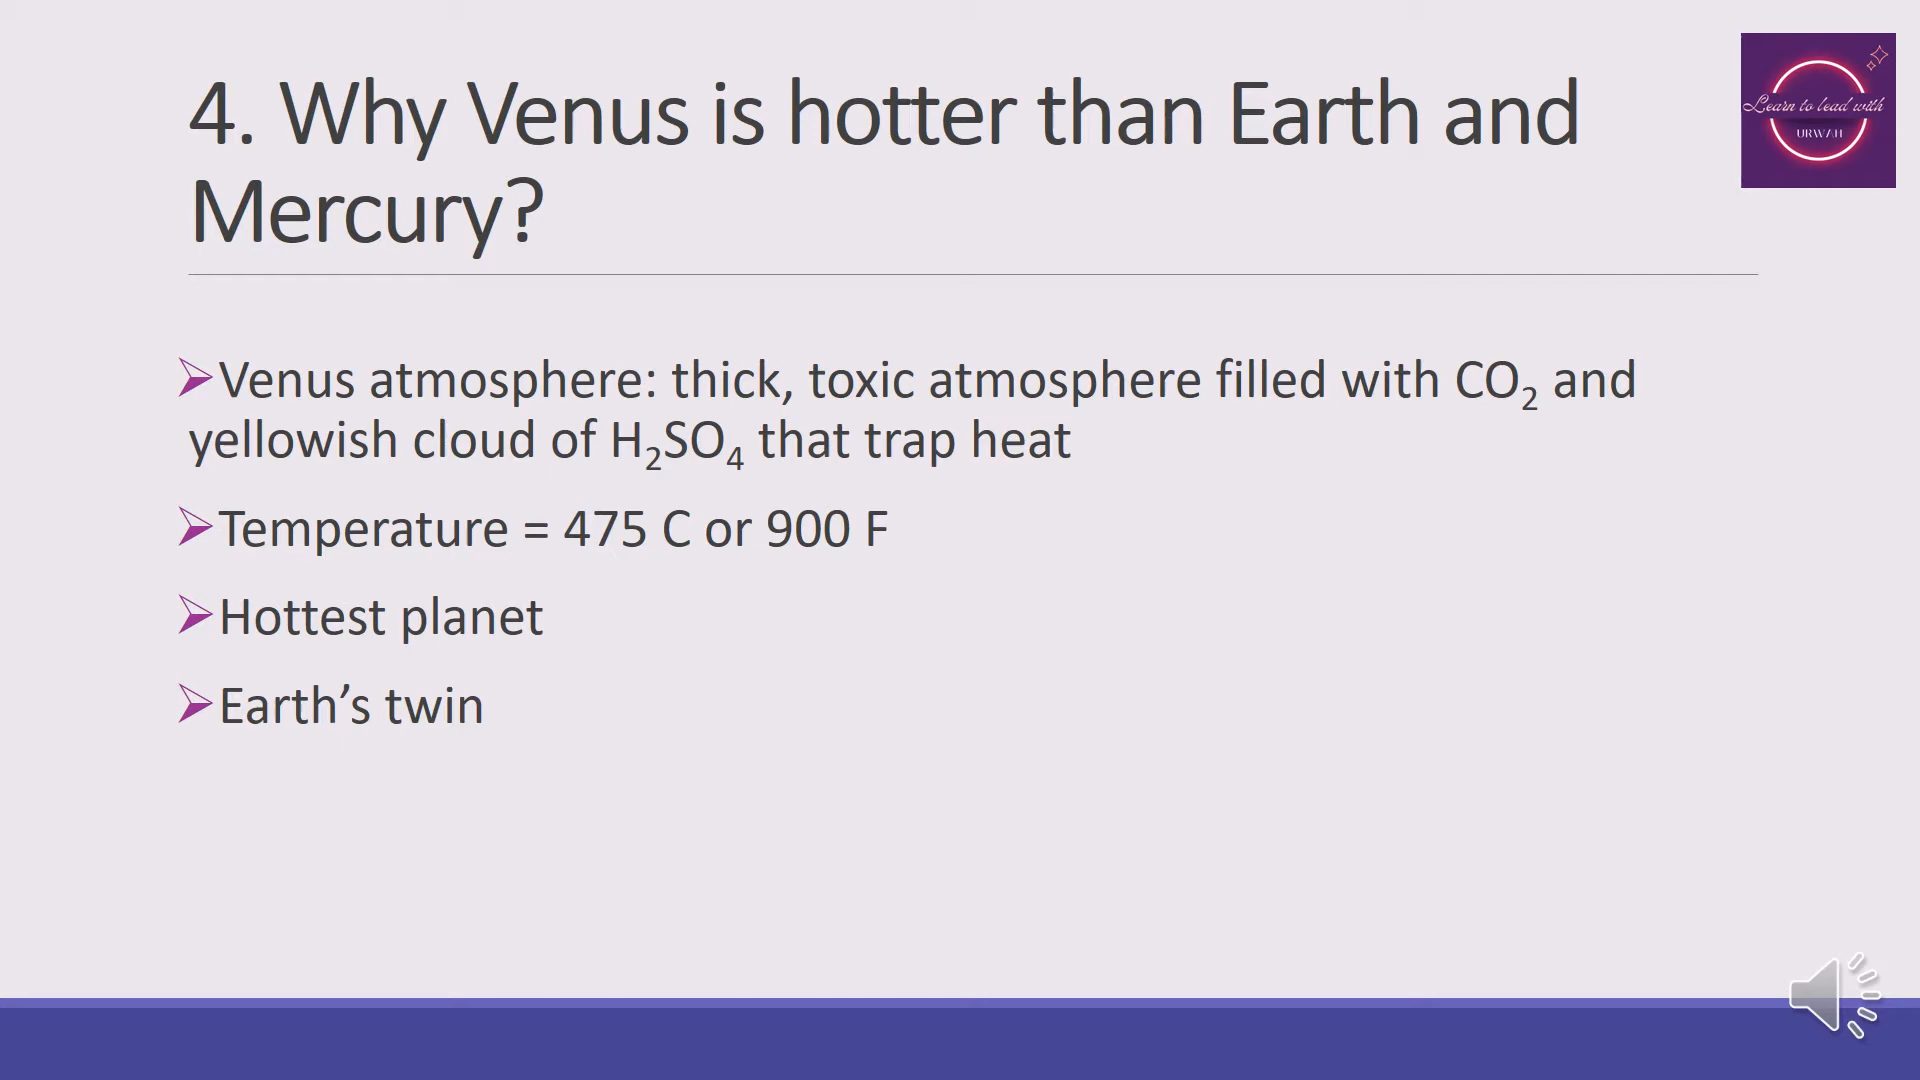 4. Why Venus is hotter than Earth and
Mercury?
Learn to lead with
URWAH
➢Venus atmosphere: thick, toxic atmosphere filled with CO₂ and
yellowish cloud of H₂SO₄ that trap heat
➢Temperature = 475 C or 900 F
➢Hottest planet
➢Earth’s twin